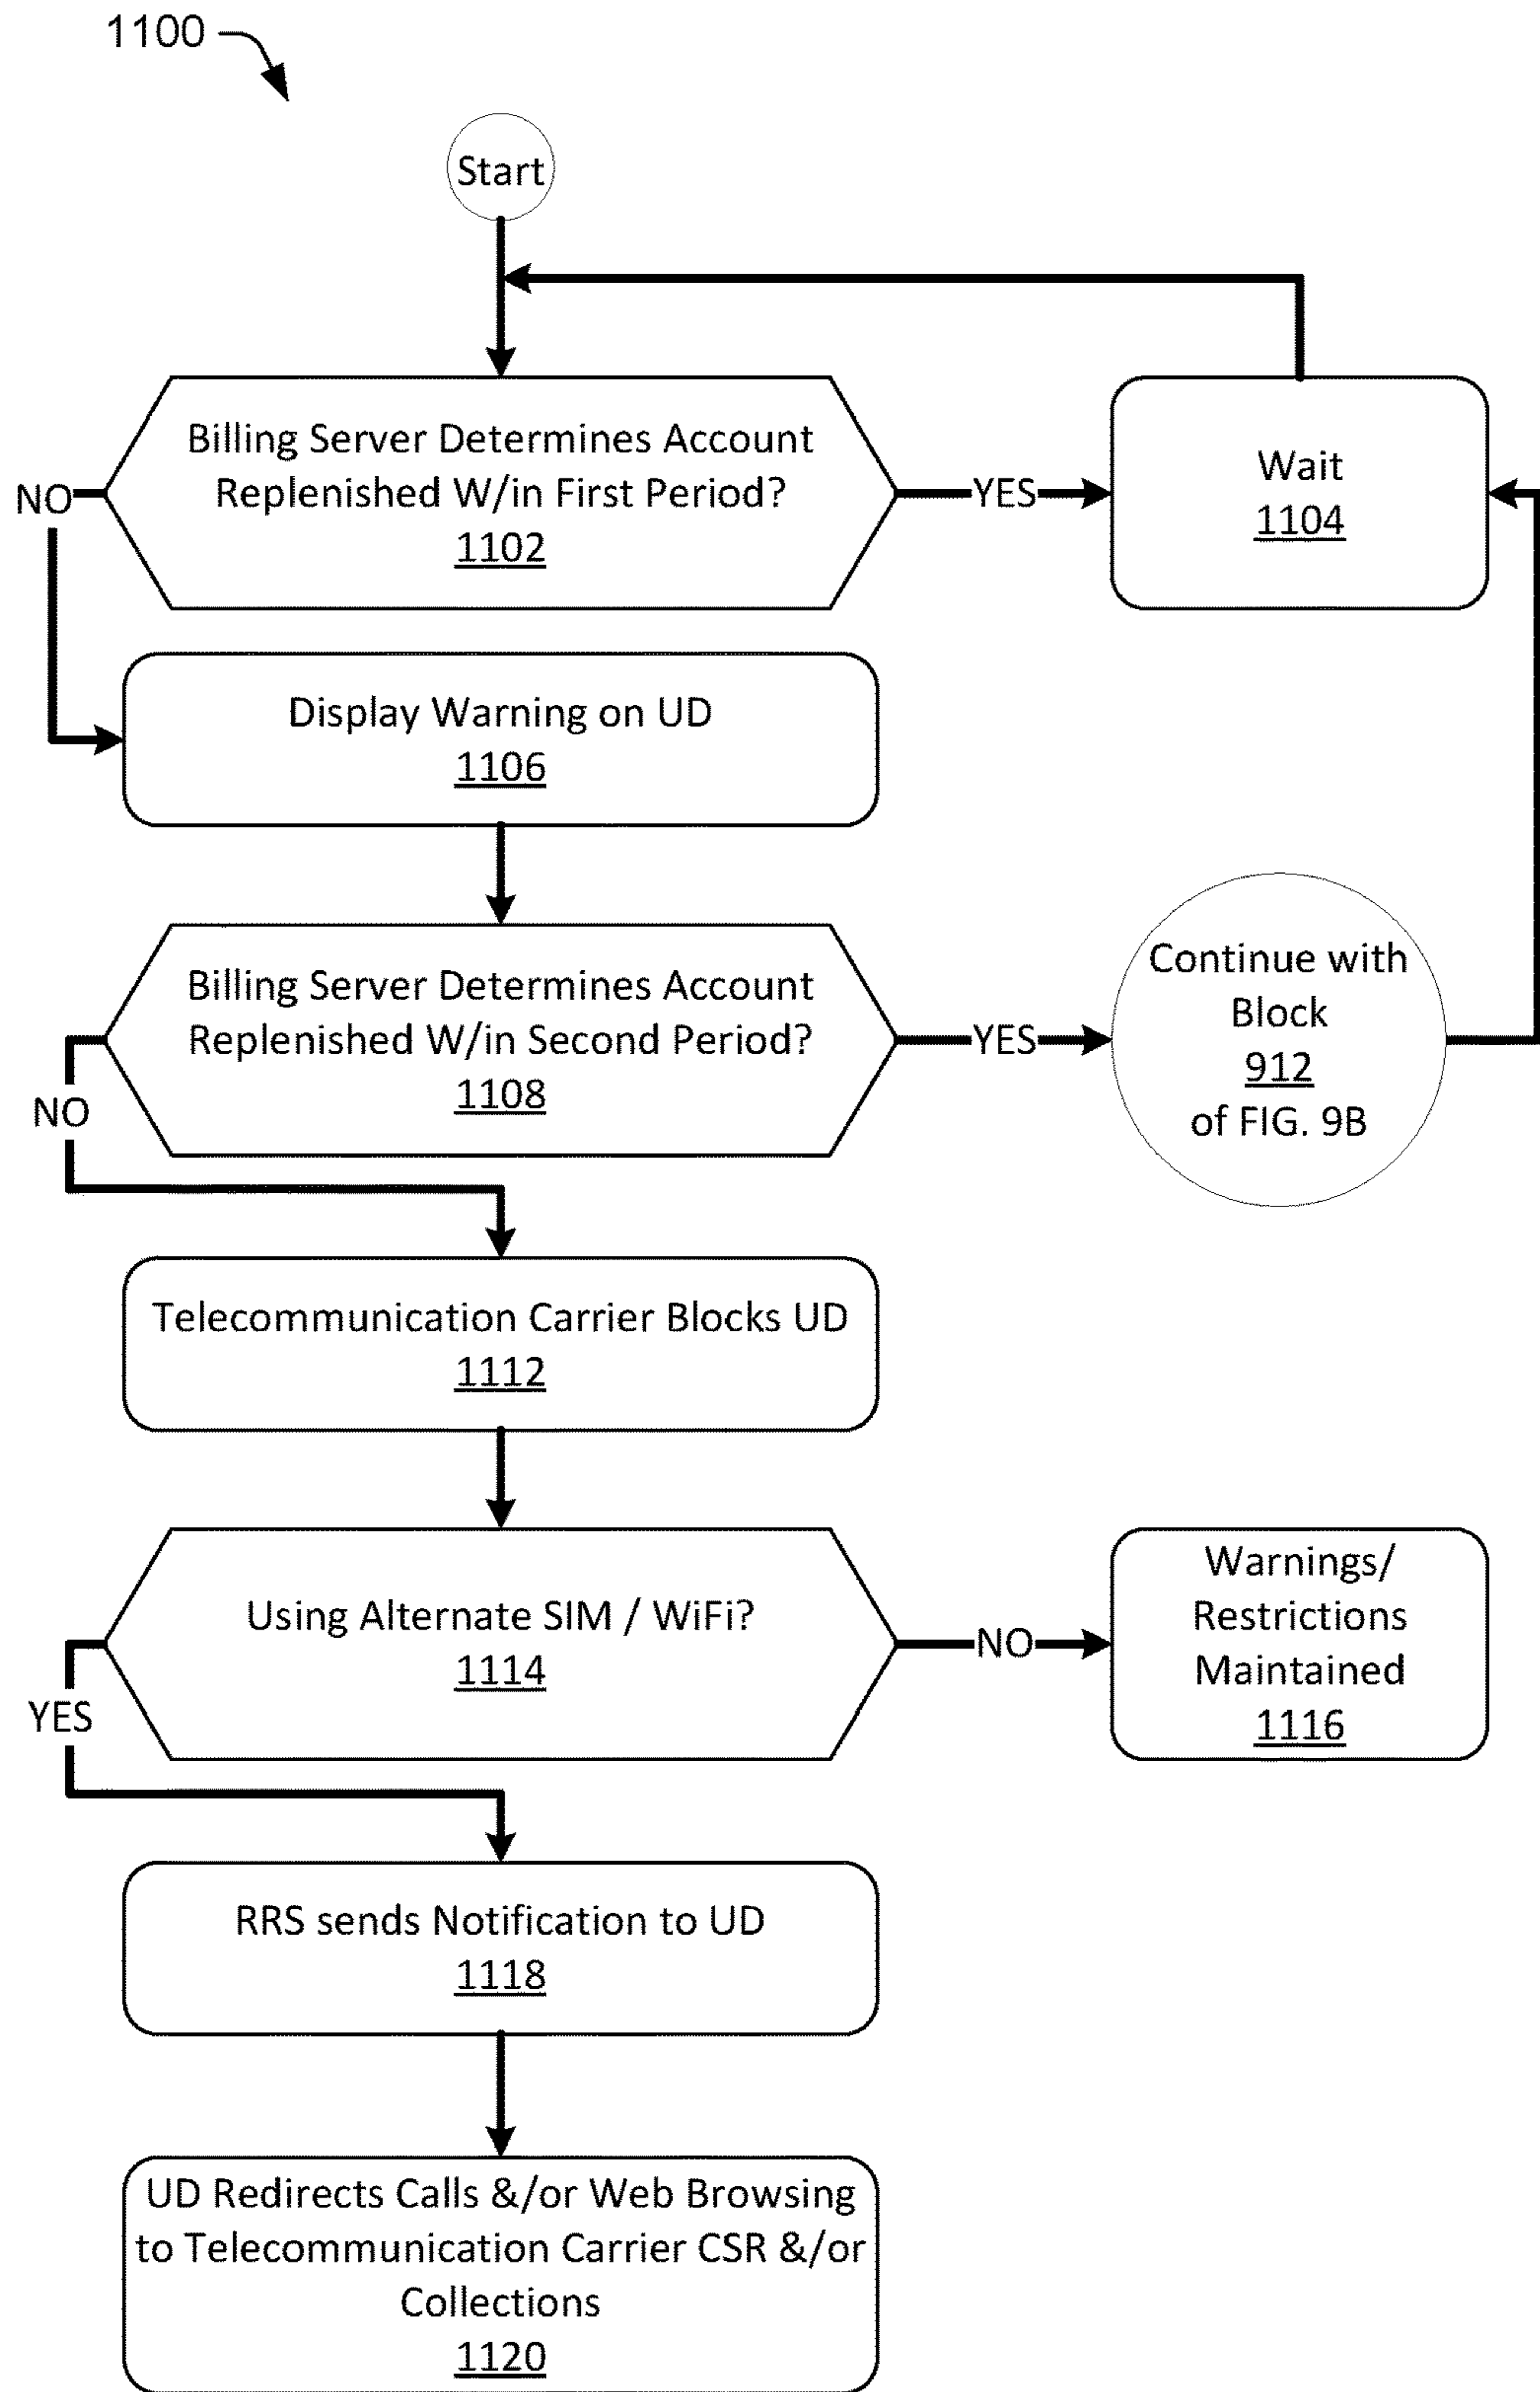 1100
Start
Billing Server Determines Account
Replenished W/in First Period?
1102
NO
YES
Wait
1104
Display Warning on UD
1106
Billing Server Determines Account
Replenished W/in Second Period?
1108
NO
YES
Continue with
Block
912
of FIG. 9B
Telecommunication Carrier Blocks UD
1112
Using Alternate SIM / WiFi?
1114
YES
NO
Warnings/
Restrictions
Maintained
1116
RRS sends Notification to UD
1118
UD Redirects Calls &/or Web Browsing
to Telecommunication Carrier CSR &/or
Collections
1120